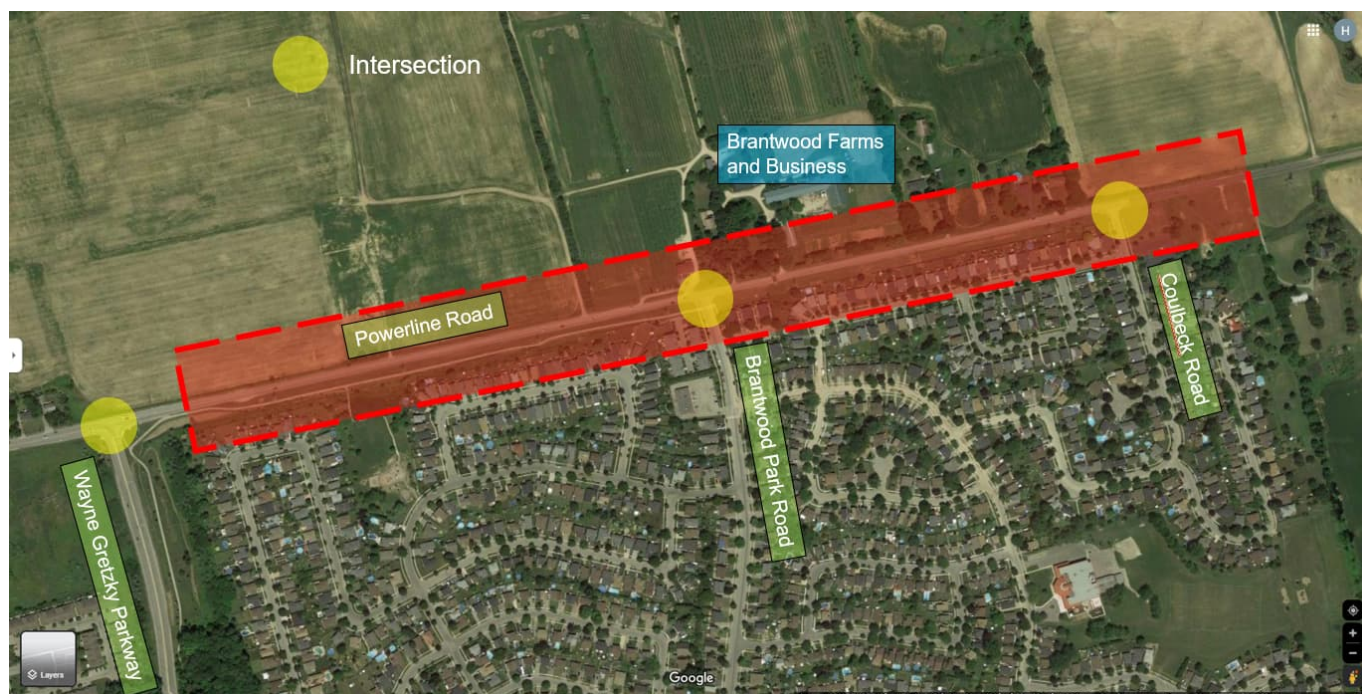 Intersection
H
Brantwood Farms
and Business
Powerline Road
Coulbeck Road
Brantwood Park Road
Wayne Gretzky Parkway
Layers
Google